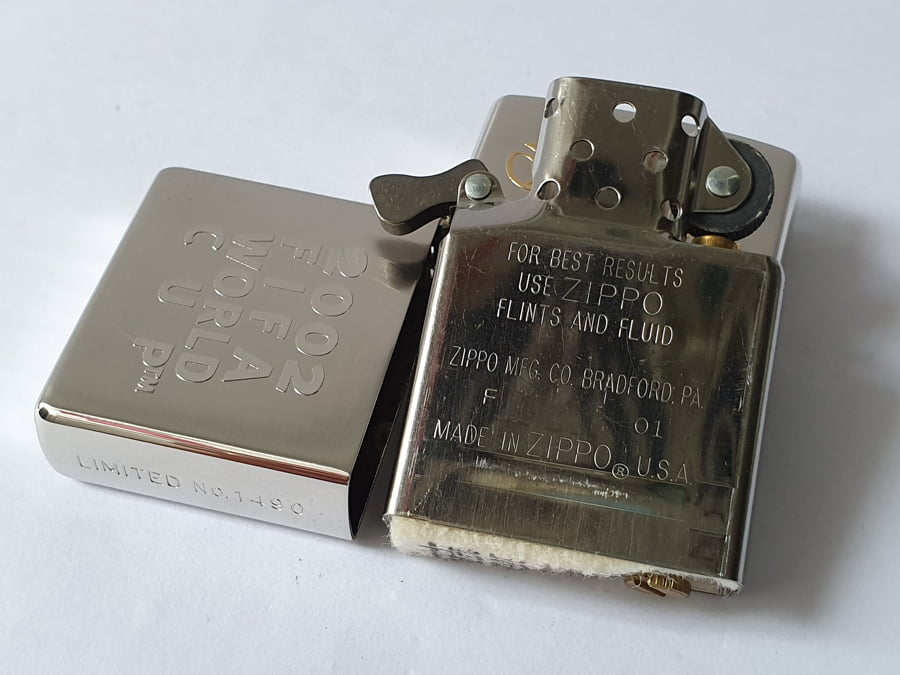 2002
FIFA
WORLD
CUP™
LIMITED No.1490
FOR BEST RESULTS
USE ZIPPO
FLINTS AND FLUID
ZIPPO MFG. CO. BRADFORD, PA.
F 01
MADE IN ZIPPO® U.S.A.